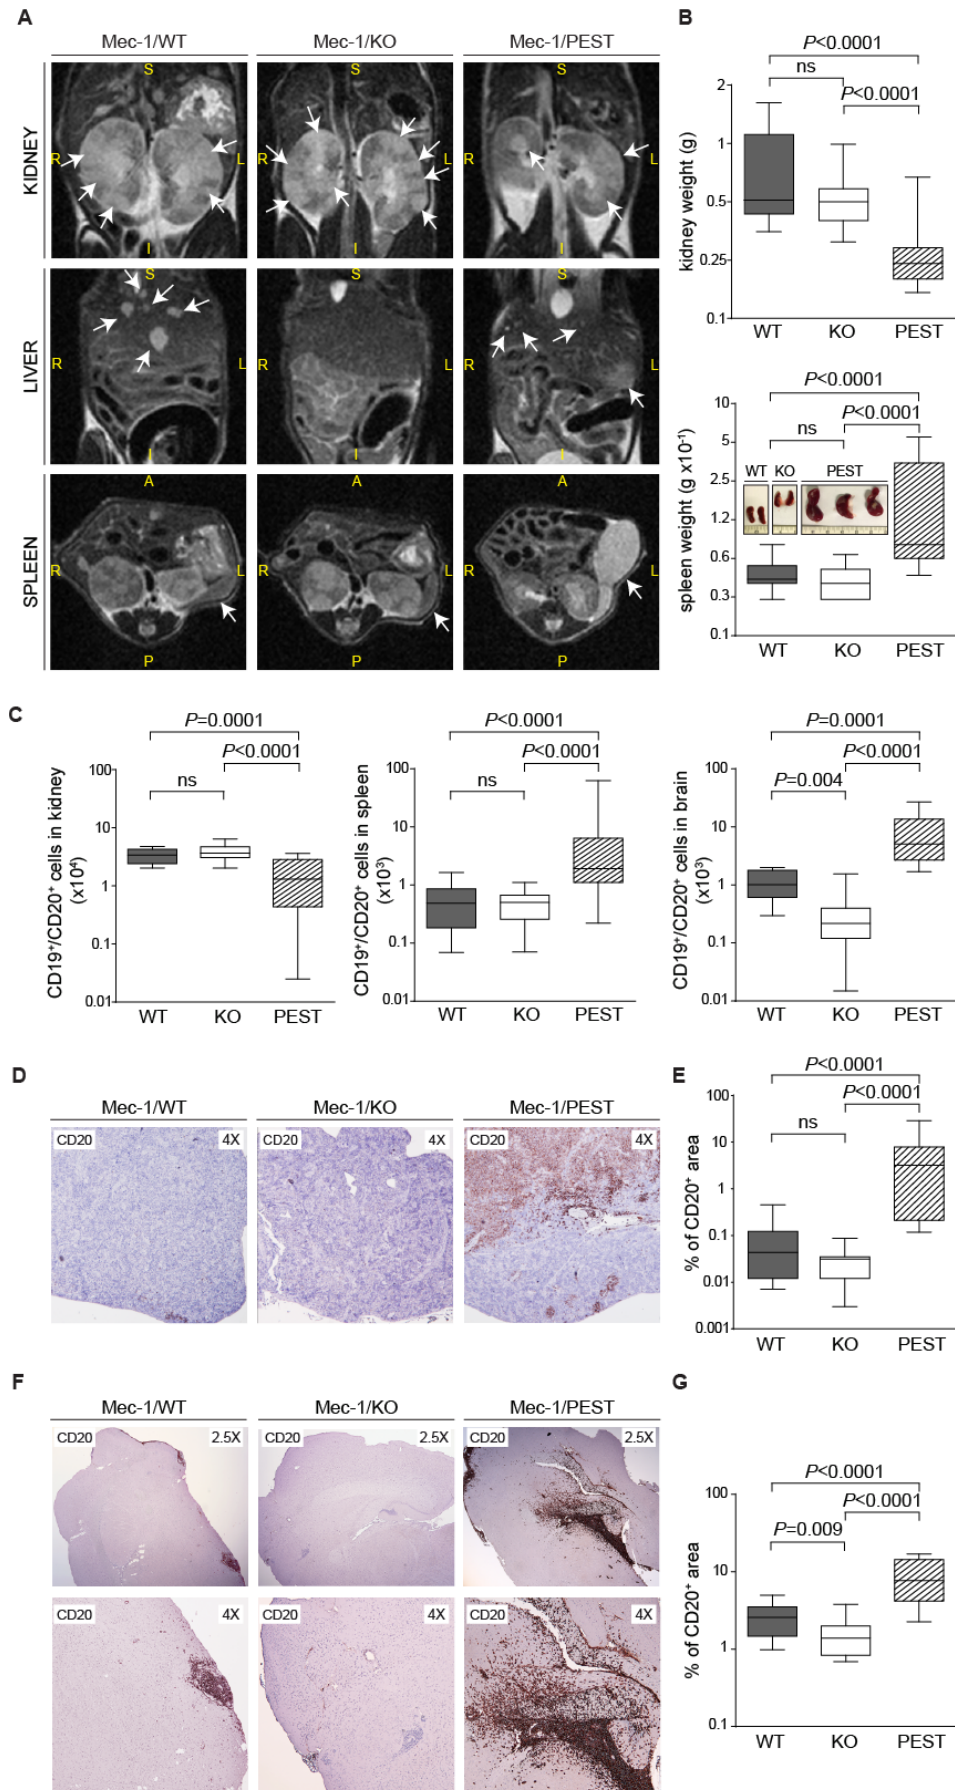 A
Mec-1/WT
Mec-1/KO
Mec-1/PEST
KIDNEY
S
S
R
L
R
L
R
L
I
I
I
LIVER
S
S
S
R
L
R
L
R
L
I
I
I
SPLEEN
A
A
A
R
L
R
L
R
L
P
P
P
B
P<0.0001
ns
P<0.0001
kidney weight (g)
2
1
0.5
0.25
0.1
WT KO PEST
P<0.0001
ns
P<0.0001
spleen weight (g x10⁻¹)
10
5
2.5
1.2
0.6
0.3
0.1
WT KO PEST
WT KO PEST
C
P=0.0001
P<0.0001
ns
CD19⁺/CD20⁺ cells in kidney
(x10⁴)
100
10
1
0.1
0.01
WT KO PEST
P<0.0001
P<0.0001
ns
CD19⁺/CD20⁺ cells in spleen
(x10³)
100
10
1
0.1
0.01
WT KO PEST
P=0.0001
P<0.0001
P=0.004
CD19⁺/CD20⁺ cells in brain
(x10³)
100
10
1
0.1
0.01
WT KO PEST
D
Mec-1/WT
Mec-1/KO
Mec-1/PEST
CD20 4X
CD20 4X
CD20 4X
E
P<0.0001
P<0.0001
ns
% of CD20⁺ area
100
10
1
0.1
0.01
0.001
WT KO PEST
F
Mec-1/WT
Mec-1/KO
Mec-1/PEST
CD20 2.5X
CD20 2.5X
CD20 2.5X
CD20 4X
CD20 4X
CD20 4X
G
P<0.0001
P<0.0001
P=0.009
% of CD20⁺ area
100
10
1
0.1
WT KO PEST